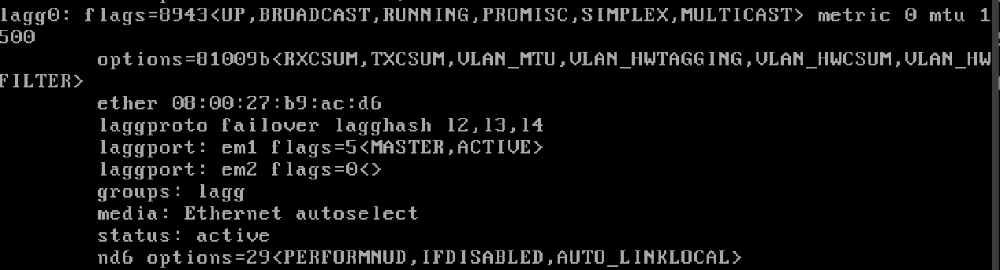 lagg0: flags=8943<UP,BROADCAST,RUNNING,PROMISC,SIMPLEX,MULTICAST> metric 0 mtu 1
500
options=81009b<RXCSUM,TXCSUM,VLAN_MTU,VLAN_HWTAGGING,VLAN_HWCSUM,VLAN_HW
FILTER>
ether 08:00:27:b9:ac:d6
laggproto failover lagghash l2,l3,l4
laggport: em1 flags=5<MASTER,ACTIVE>
laggport: em2 flags=0<>
groups: lagg
media: Ethernet autoselect
status: active
nd6 options=29<PERFORMNUD,IFDISABLED,AUTO_LINKLOCAL>